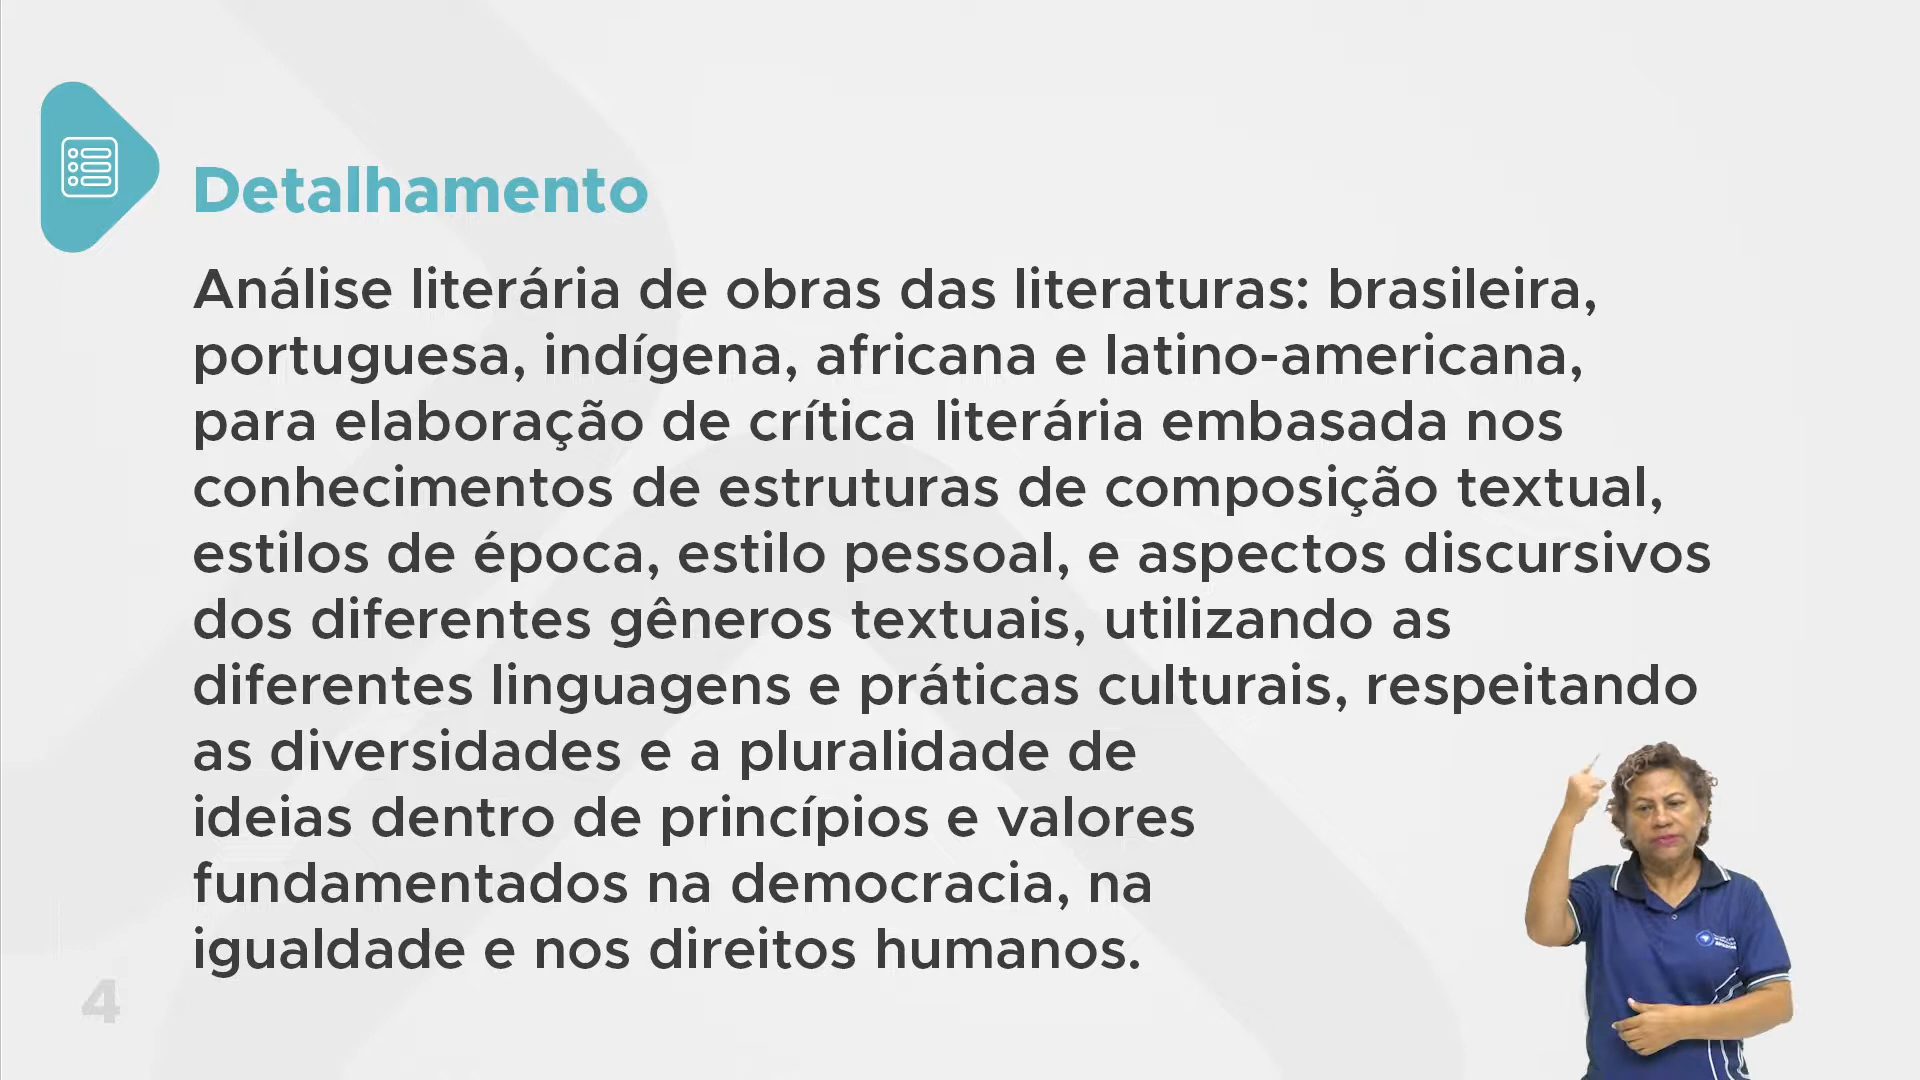 Detalhamento
Análise literária de obras das literaturas: brasileira,
portuguesa, indígena, africana e latino-americana,
para elaboração de crítica literária embasada nos
conhecimentos de estruturas de composição textual,
estilos de época, estilo pessoal, e aspectos discursivos
dos diferentes gêneros textuais, utilizando as
diferentes linguagens e práticas culturais, respeitando
as diversidades e a pluralidade de
ideias dentro de princípios e valores
fundamentados na democracia, na
igualdade e nos direitos humanos.
4